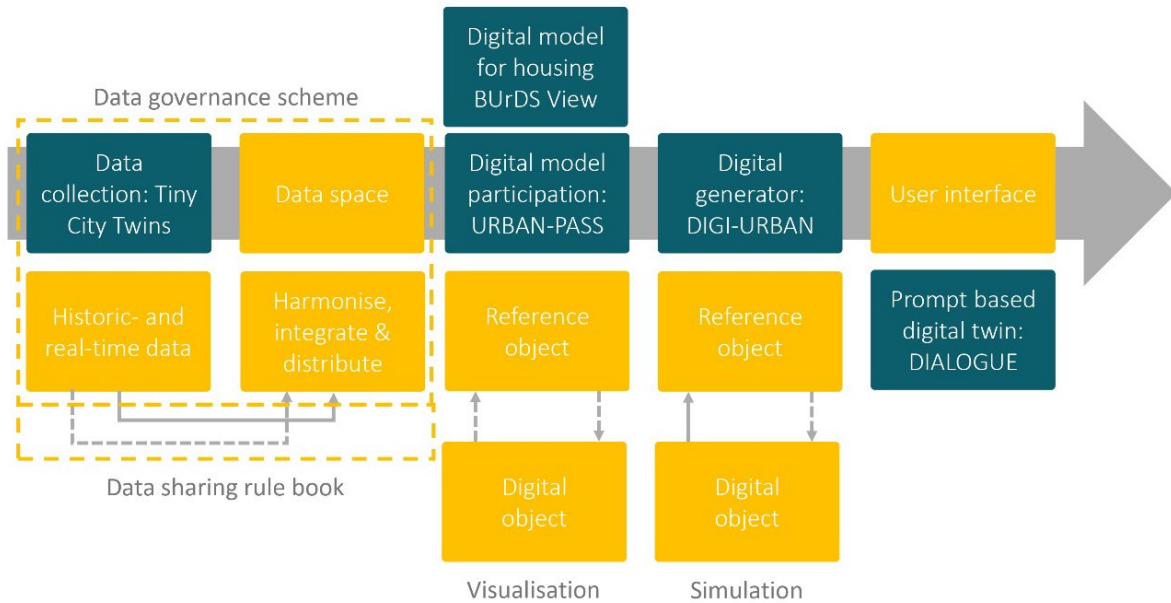 Digital model
for housing
BUrDS View
Data governance scheme
Data
collection: Tiny
City Twins
Data space
Digital model
participation:
URBAN-PASS
Digital
generator:
DIGI-URBAN
User interface
Historic- and
real-time data
Harmonise,
integrate &
distribute
Reference
object
Reference
object
Prompt based
digital twin:
DIALOGUE
Data sharing rule book
Digital
object
Digital
object
Visualisation
Simulation